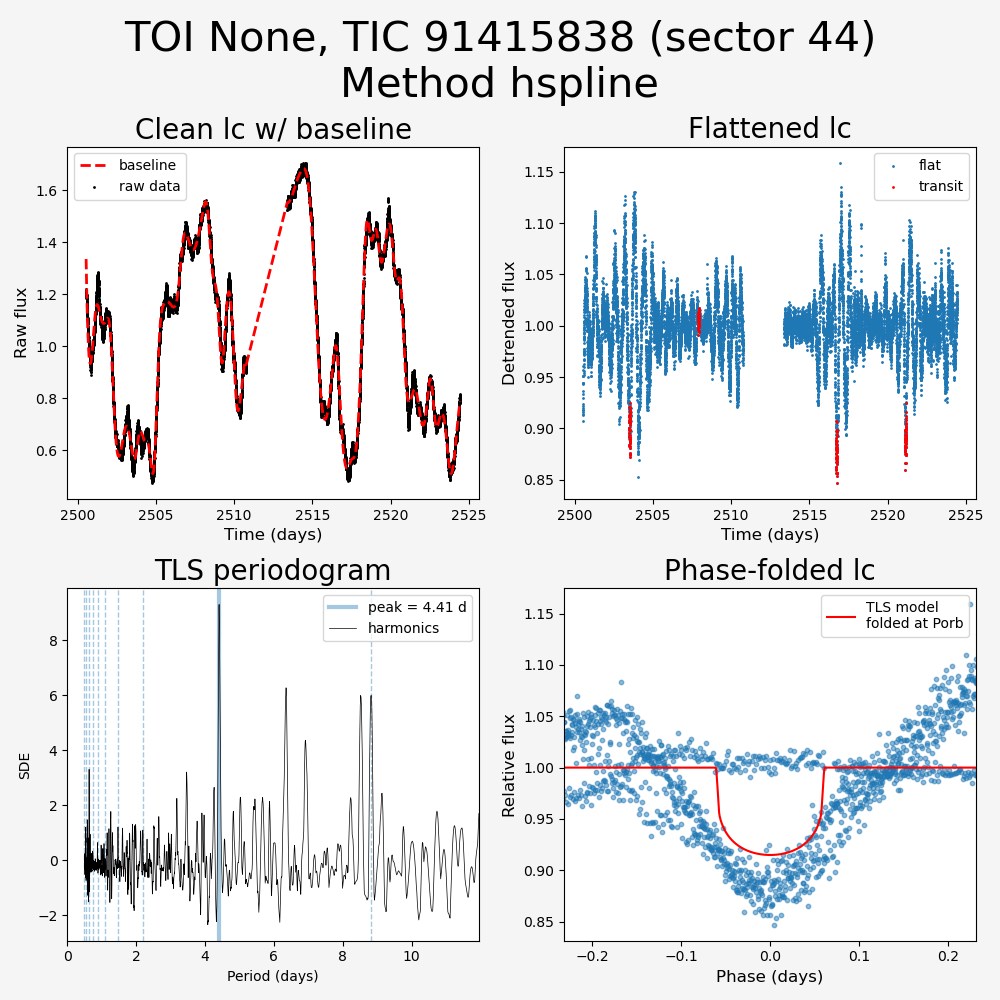 TOI None, TIC 91415838 (sector 44)
Method hspline
Clean lc w/ baseline
baseline
raw data
Raw flux
1.6
1.4
1.2
1.0
0.8
0.6
2500
2505
2510
2515
2520
2525
Time (days)
Flattened lc
flat
transit
Detrended flux
1.15
1.10
1.05
1.00
0.95
0.90
0.85
2500
2505
2510
2515
2520
2525
Time (days)
TLS periodogram
peak = 4.41 d
harmonics
SDE
8
6
4
2
0
−2
0
2
4
6
8
10
Period (days)
Phase-folded lc
TLS model
folded at Porb
Relative flux
1.15
1.10
1.05
1.00
0.95
0.90
0.85
−0.2
−0.1
0.0
0.1
0.2
Phase (days)